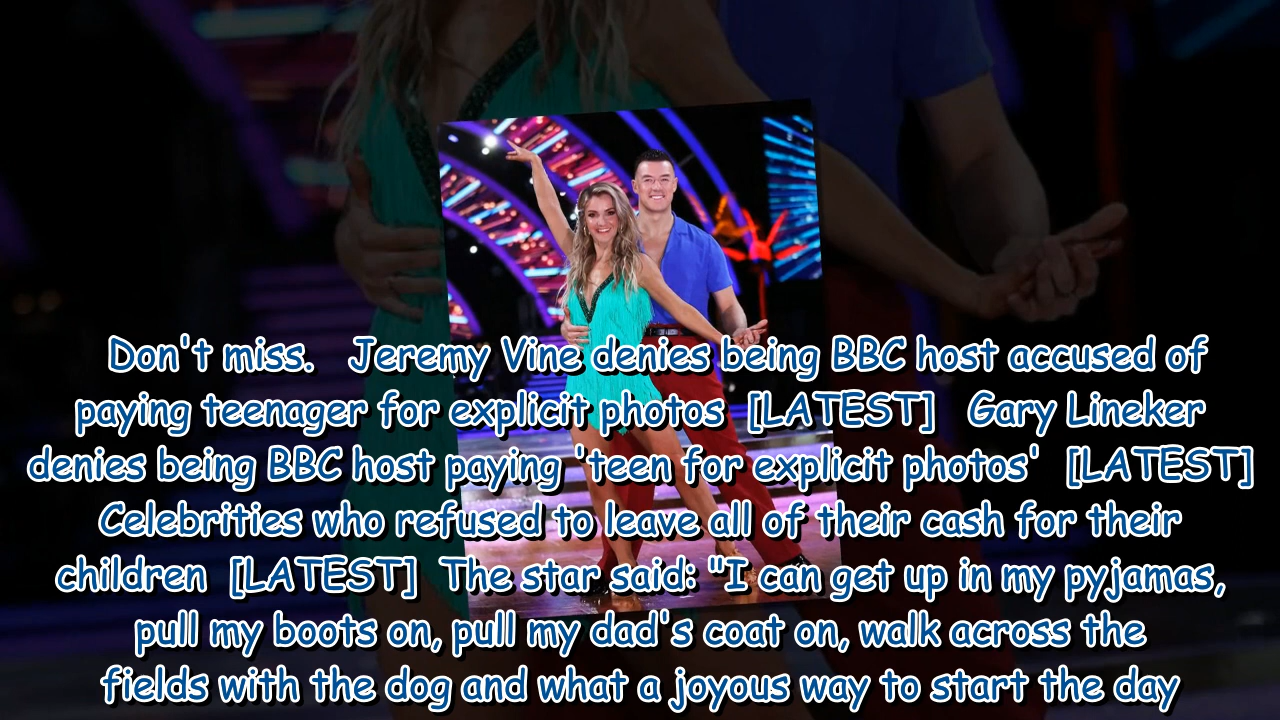 Don't miss.   Jeremy Vine denies being BBC host accused of
paying teenager for explicit photos  [LATEST]   Gary Lineker
denies being BBC host paying 'teen for explicit photos'  [LATEST]
Celebrities who refused to leave all of their cash for their
children  [LATEST]  The star said: "I can get up in my pyjamas,
pull my boots on, pull my dad's coat on, walk across the
fields with the dog and what a joyous way to start the day